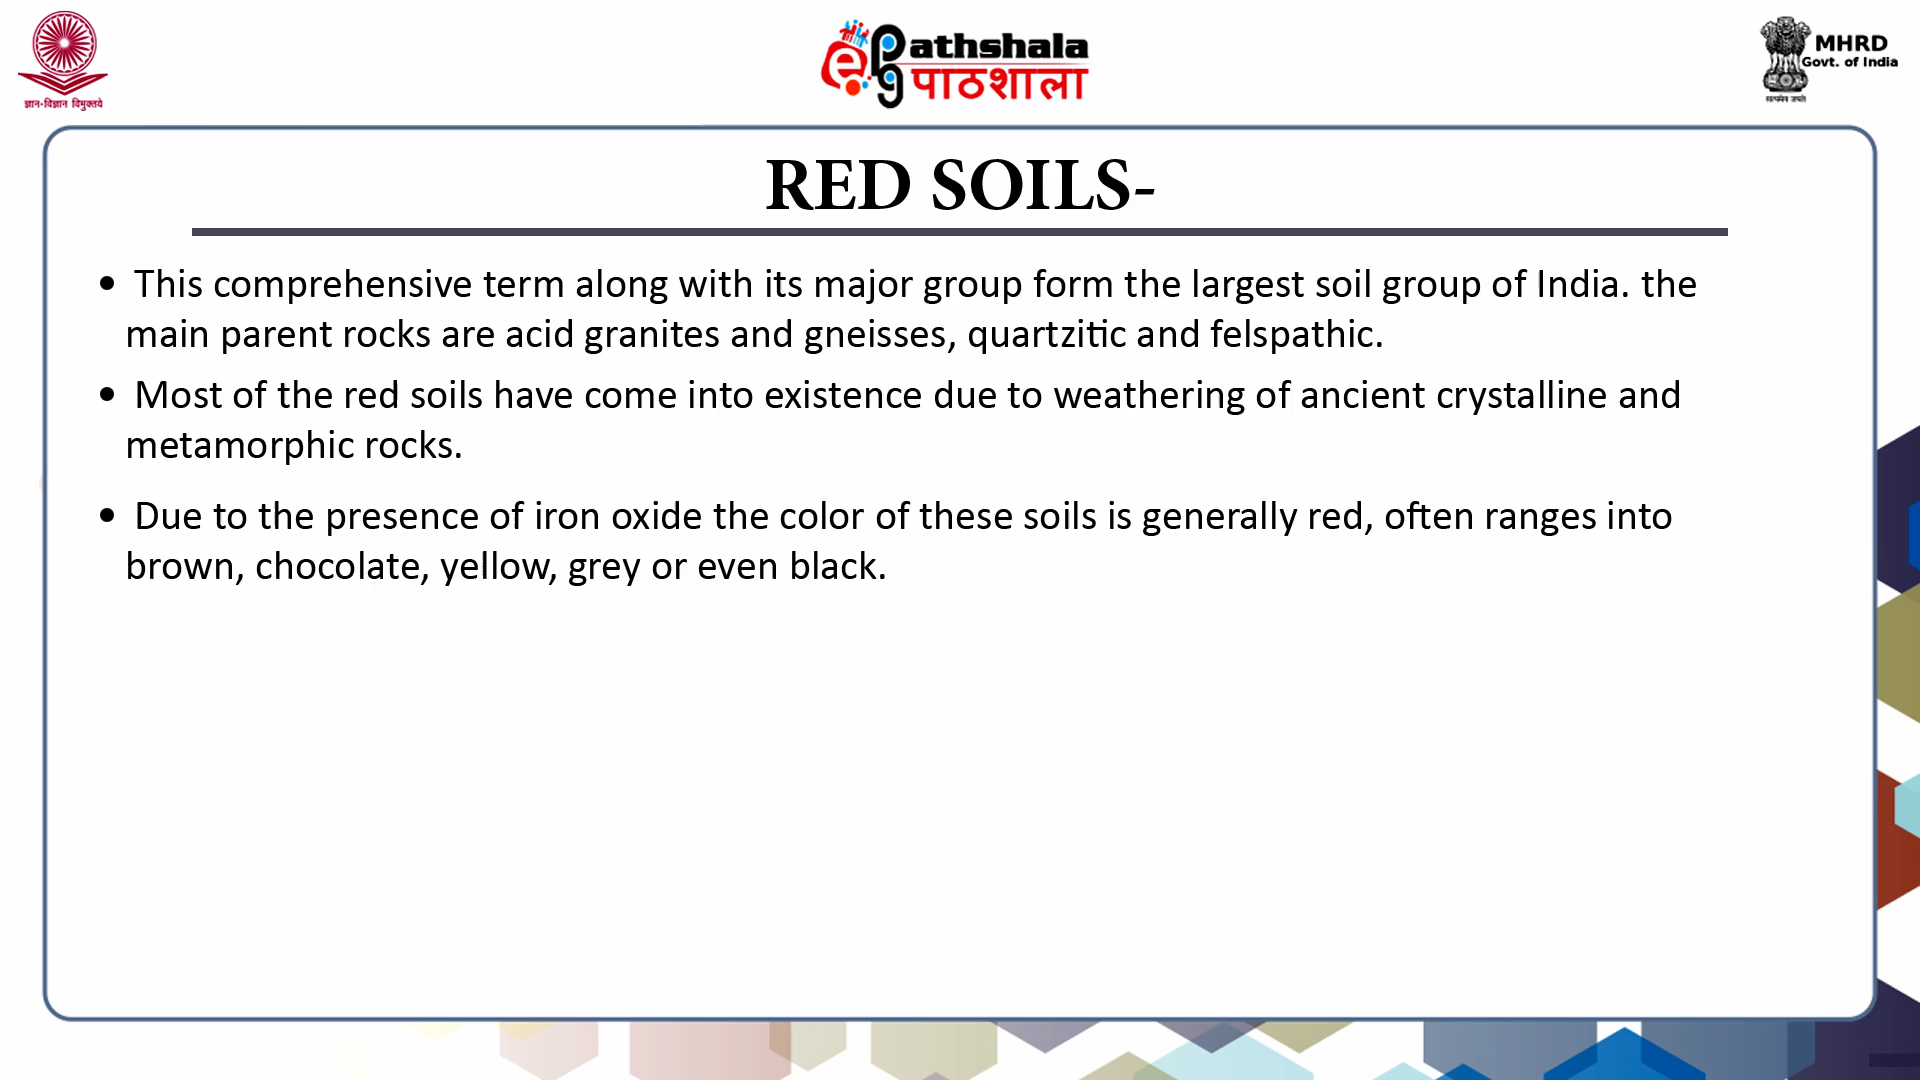 ज्ञान-विज्ञान विमुक्तये
e Pg athshala
पाठशाला
MHRD
Govt. of India
सत्यमेव जयते
RED SOILS-
• This comprehensive term along with its major group form the largest soil group of India. the
main parent rocks are acid granites and gneisses, quartzitic and felspathic.
• Most of the red soils have come into existence due to weathering of ancient crystalline and
metamorphic rocks.
• Due to the presence of iron oxide the color of these soils is generally red, often ranges into
brown, chocolate, yellow, grey or even black.